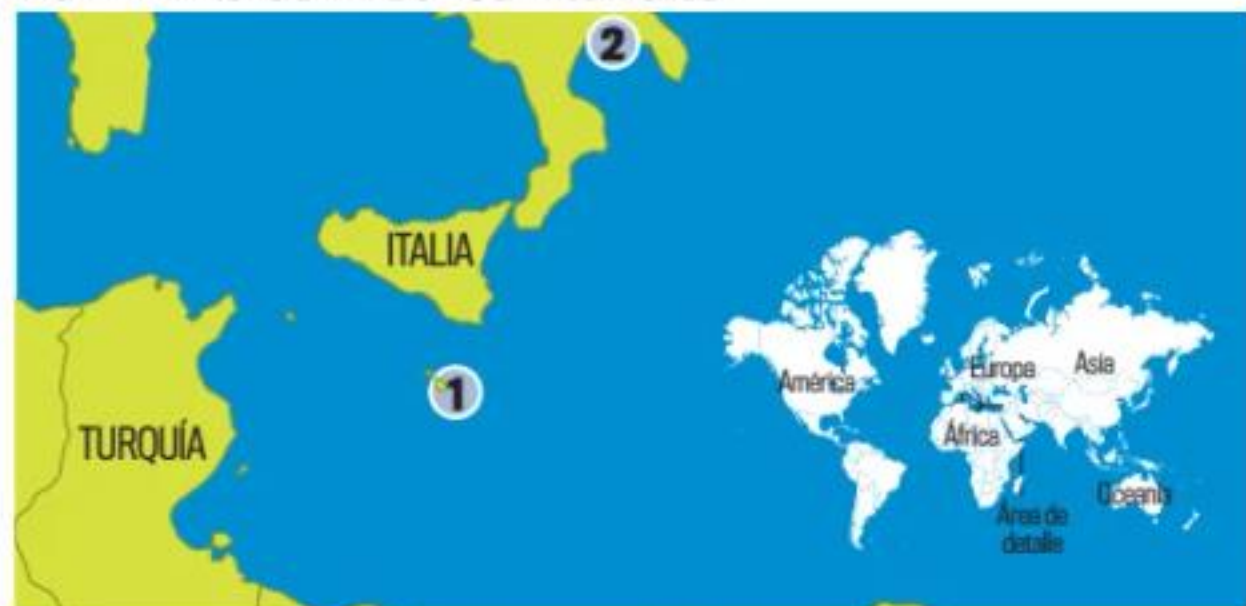 2
ITALIA
1
TURQUÍA
América
Europa
Asia
África
Oceanía
Área de
detalle